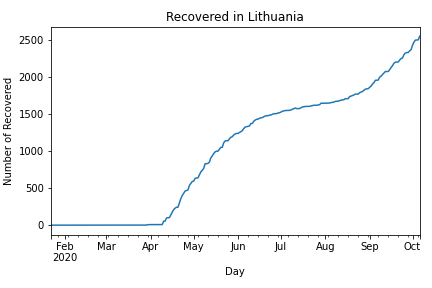 Recovered in Lithuania
Number of Recovered
2500
2000
1500
1000
500
0
Feb Mar Apr May Jun Jul Aug Sep Oct
2020
Day